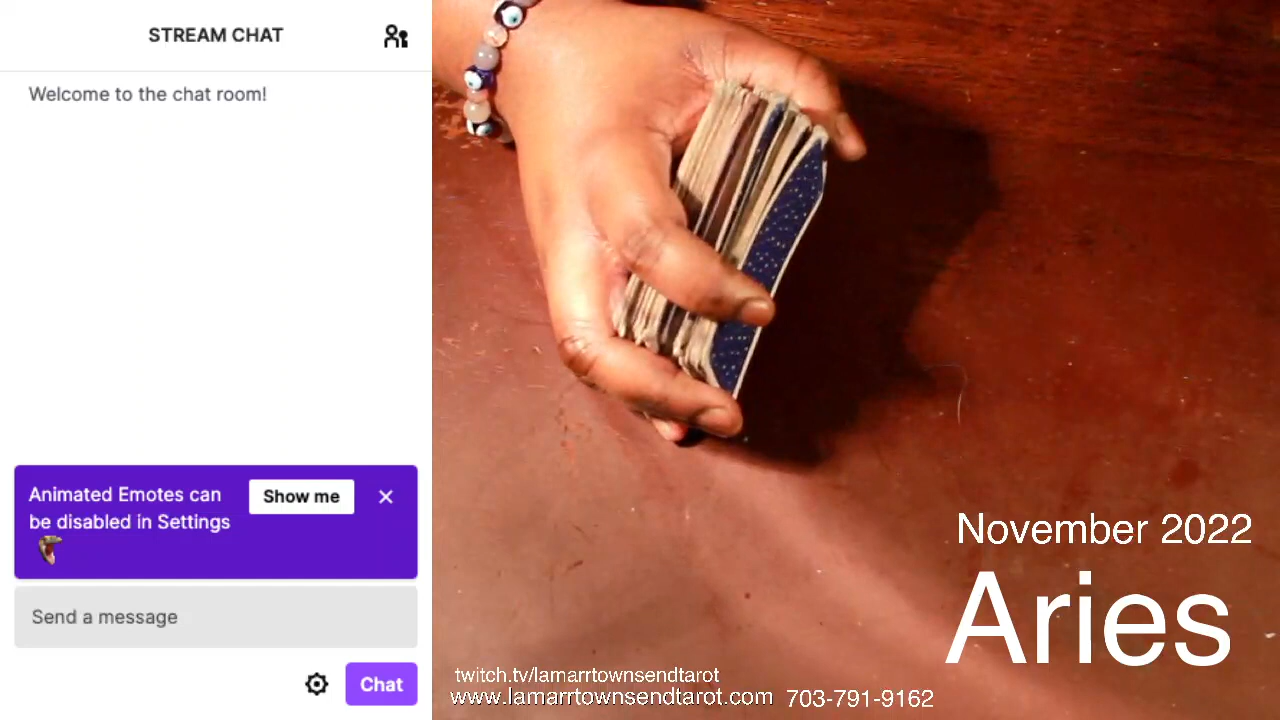 STREAM CHAT
Welcome to the chat room!
Animated Emotes can
be disabled in Settings
Show me
Send a message
Chat
November 2022
Aries
twitch.tv/lamarrtownsendtarot
www.lamarrtownsendtarot.com 703-791-9162